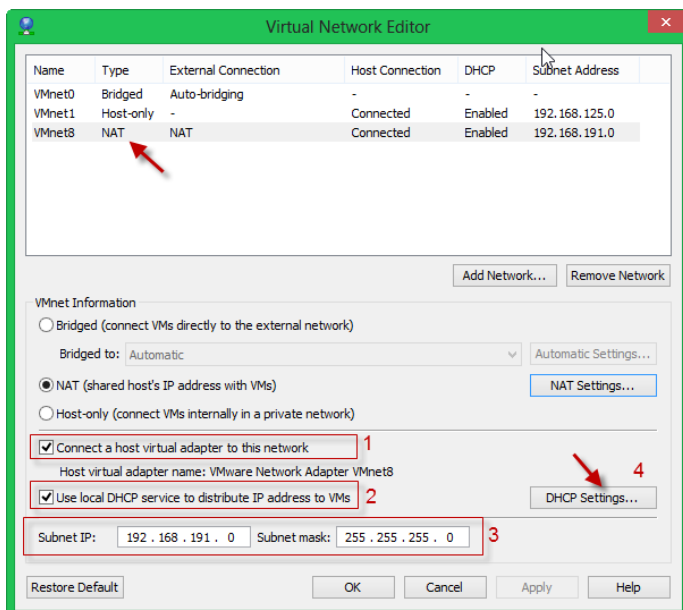 Virtual Network Editor
Name Type External Connection Host Connection DHCP Subnet Address
VMnet0 Bridged Auto-bridging - - -
VMnet1 Host-only - Connected Enabled 192.168.125.0
VMnet8 NAT NAT Connected Enabled 192.168.191.0
Add Network... Remove Network
VMnet Information
Bridged (connect VMs directly to the external network)
Bridged to: Automatic Automatic Settings...
NAT (shared host's IP address with VMs) NAT Settings...
Host-only (connect VMs internally in a private network)
Connect a host virtual adapter to this network 1
Host virtual adapter name: VMware Network Adapter VMnet8 4
Use local DHCP service to distribute IP address to VMs 2 DHCP Settings...
Subnet IP: 192 . 168 . 191 . 0 Subnet mask: 255 . 255 . 255 . 0 3
Restore Default OK Cancel Apply Help